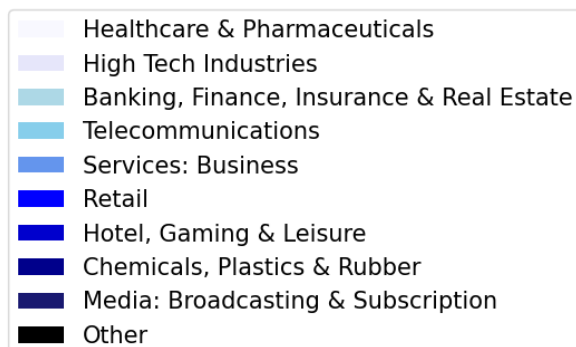 Healthcare & Pharmaceuticals
High Tech Industries
Banking, Finance, Insurance & Real Estate
Telecommunications
Services: Business
Retail
Hotel, Gaming & Leisure
Chemicals, Plastics & Rubber
Media: Broadcasting & Subscription
Other